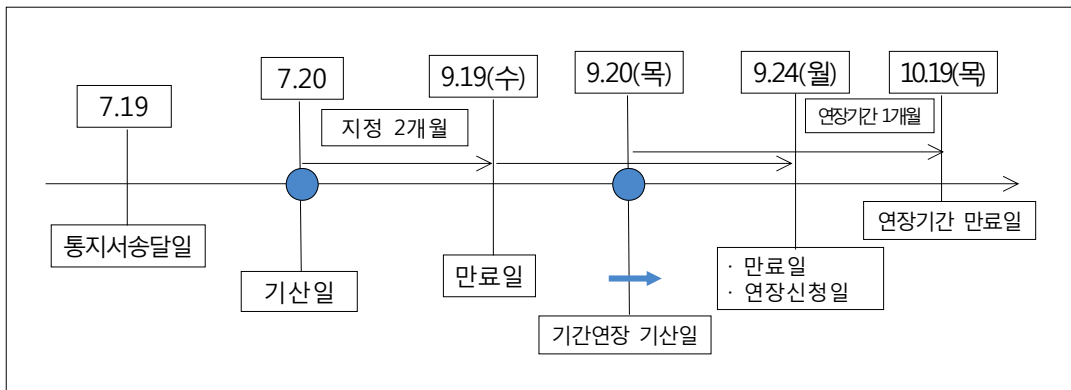 7.19
7.20
9.19(수)
9.20(목)
9.24(월)
10.19(목)
지정 2개월
연장기간 1개월
통지서송달일
기산일
만료일
기간연장 기산일
· 만료일
· 연장신청일
연장기간 만료일